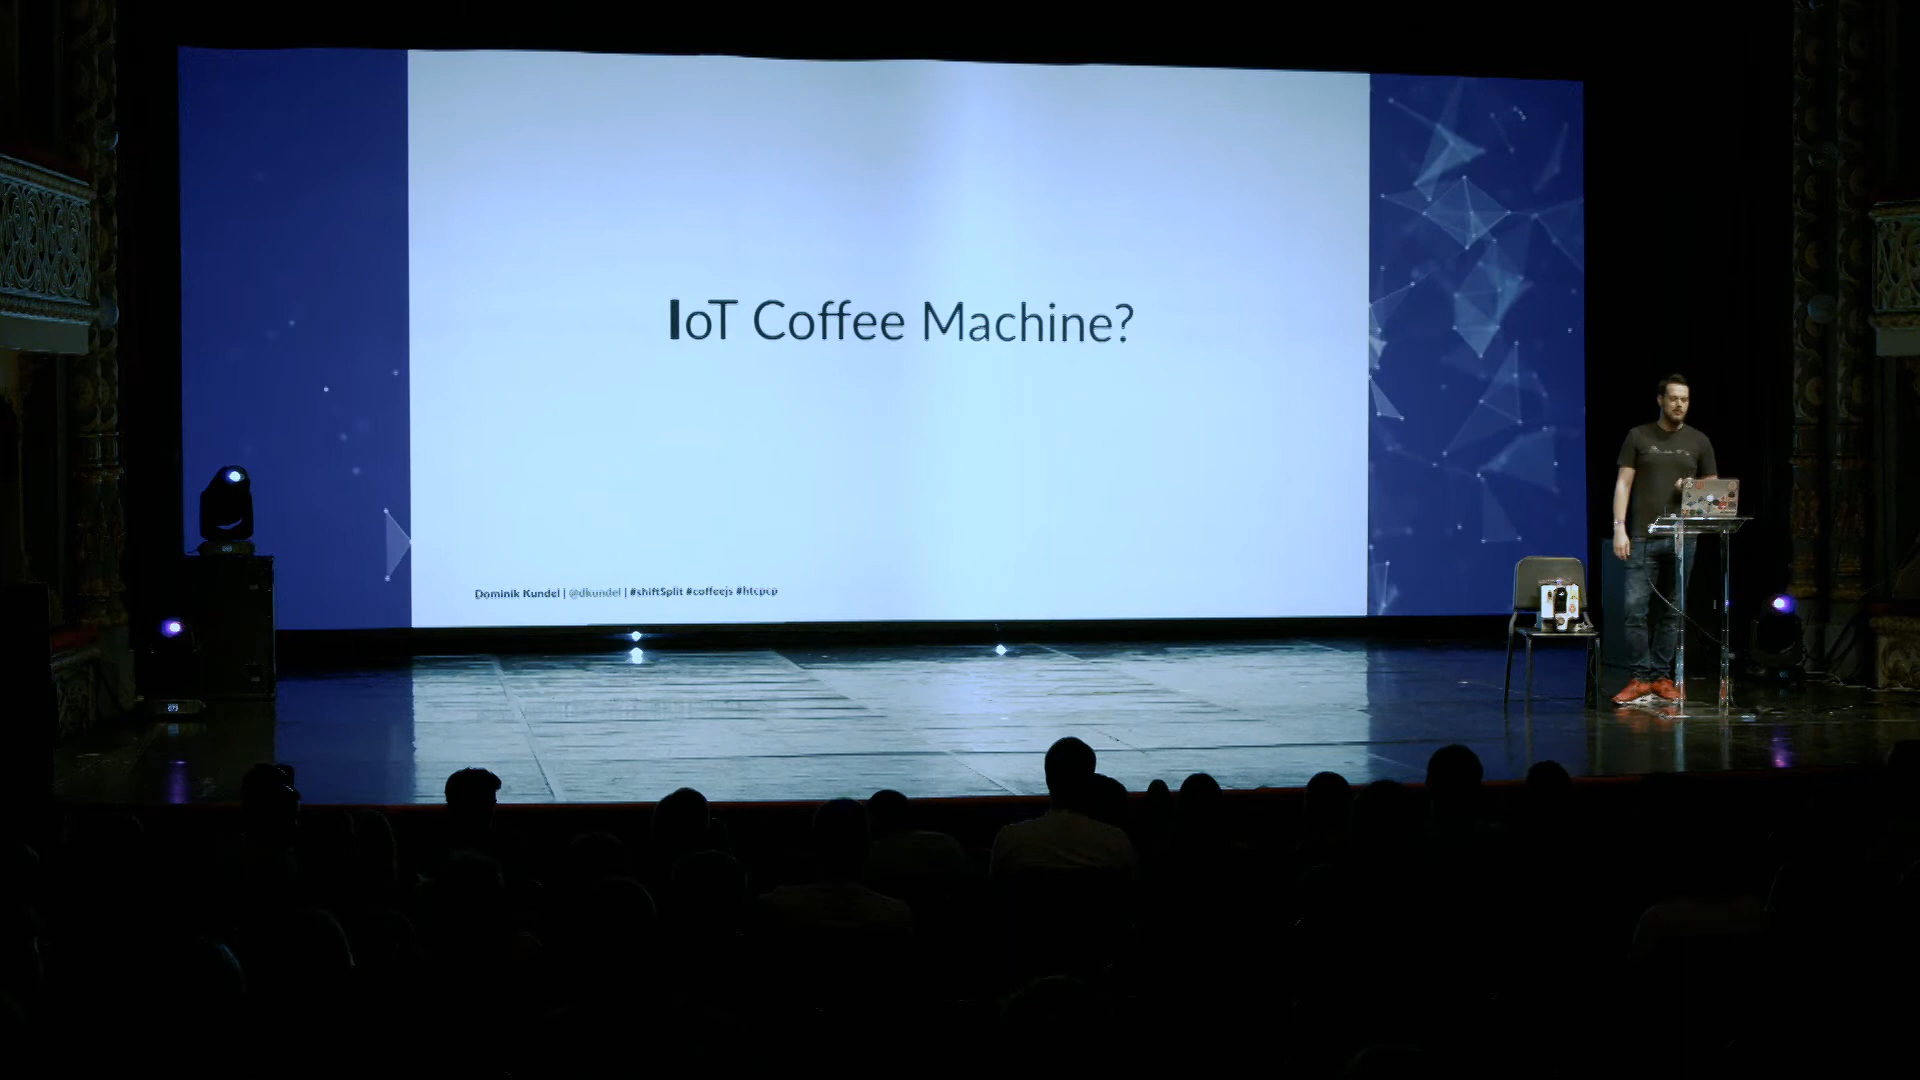 IoT Coffee Machine?
Dominik Kundel | @dkundel | #shiftSplit #coffeejs #htcpcp